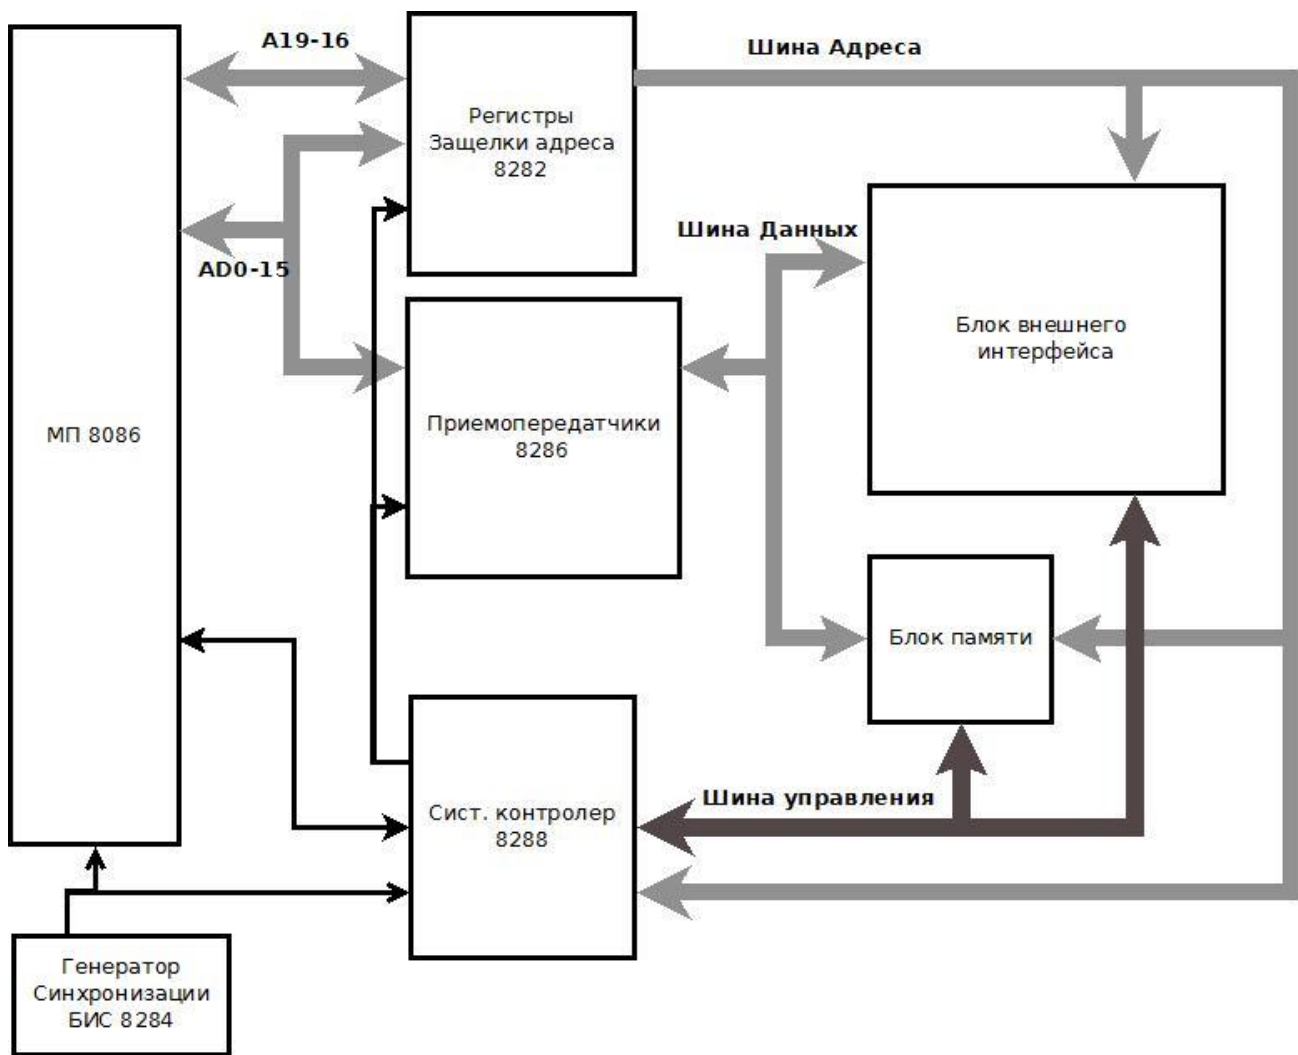 A19-16
Шина Адреса
Регистры
Защелки адреса
8282
Шина Данных
AD0-15
Блок внешнего
интерфейса
МП 8086
Приемопередатчики
8286
Блок памяти
Шина управления
Сист. контролер
8288
Генератор
Синхронизации
БИС 8284